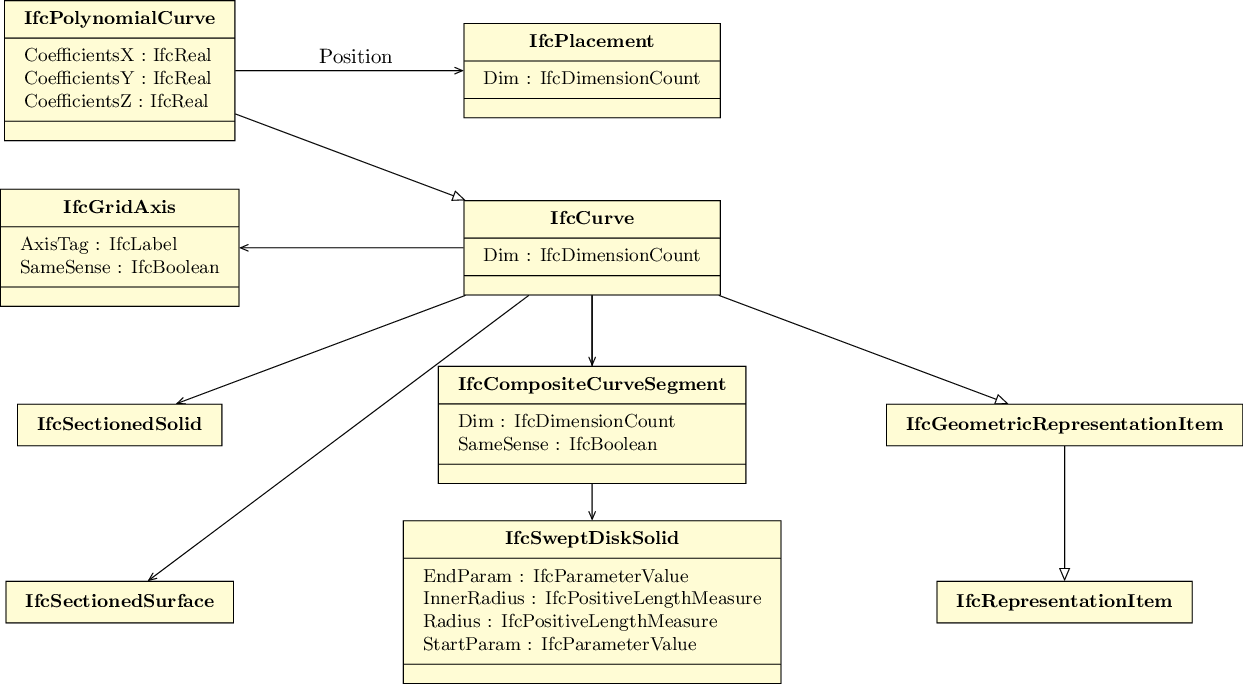 IfcPolynomialCurve
CoefficientsX : IfcReal
CoefficientsY : IfcReal
CoefficientsZ : IfcReal
Position
IfcPlacement
Dim : IfcDimensionCount
IfcGridAxis
AxisTag : IfcLabel
SameSense : IfcBoolean
IfcCurve
Dim : IfcDimensionCount
IfcSectionedSolid
IfcCompositeCurveSegment
Dim : IfcDimensionCount
SameSense : IfcBoolean
IfcGeometricRepresentationItem
IfcSectionedSurface
IfcSweptDiskSolid
EndParam : IfcParameterValue
InnerRadius : IfcPositiveLengthMeasure
Radius : IfcPositiveLengthMeasure
StartParam : IfcParameterValue
IfcRepresentationItem